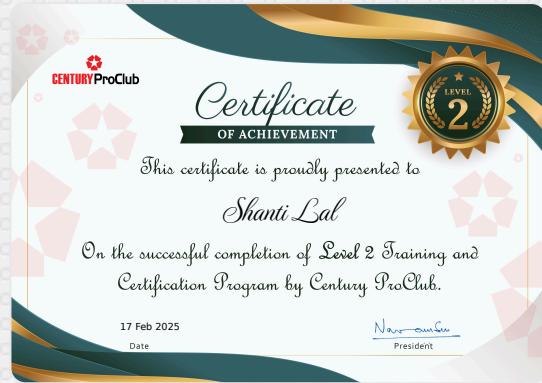 CENTURY ProClub
Certificate
OF ACHIEVEMENT
LEVEL
2
This certificate is proudly presented to
Shanti Lal
On the successful completion of Level 2 Training and
Certification Program by Century ProClub.
17 Feb 2025
Date
President